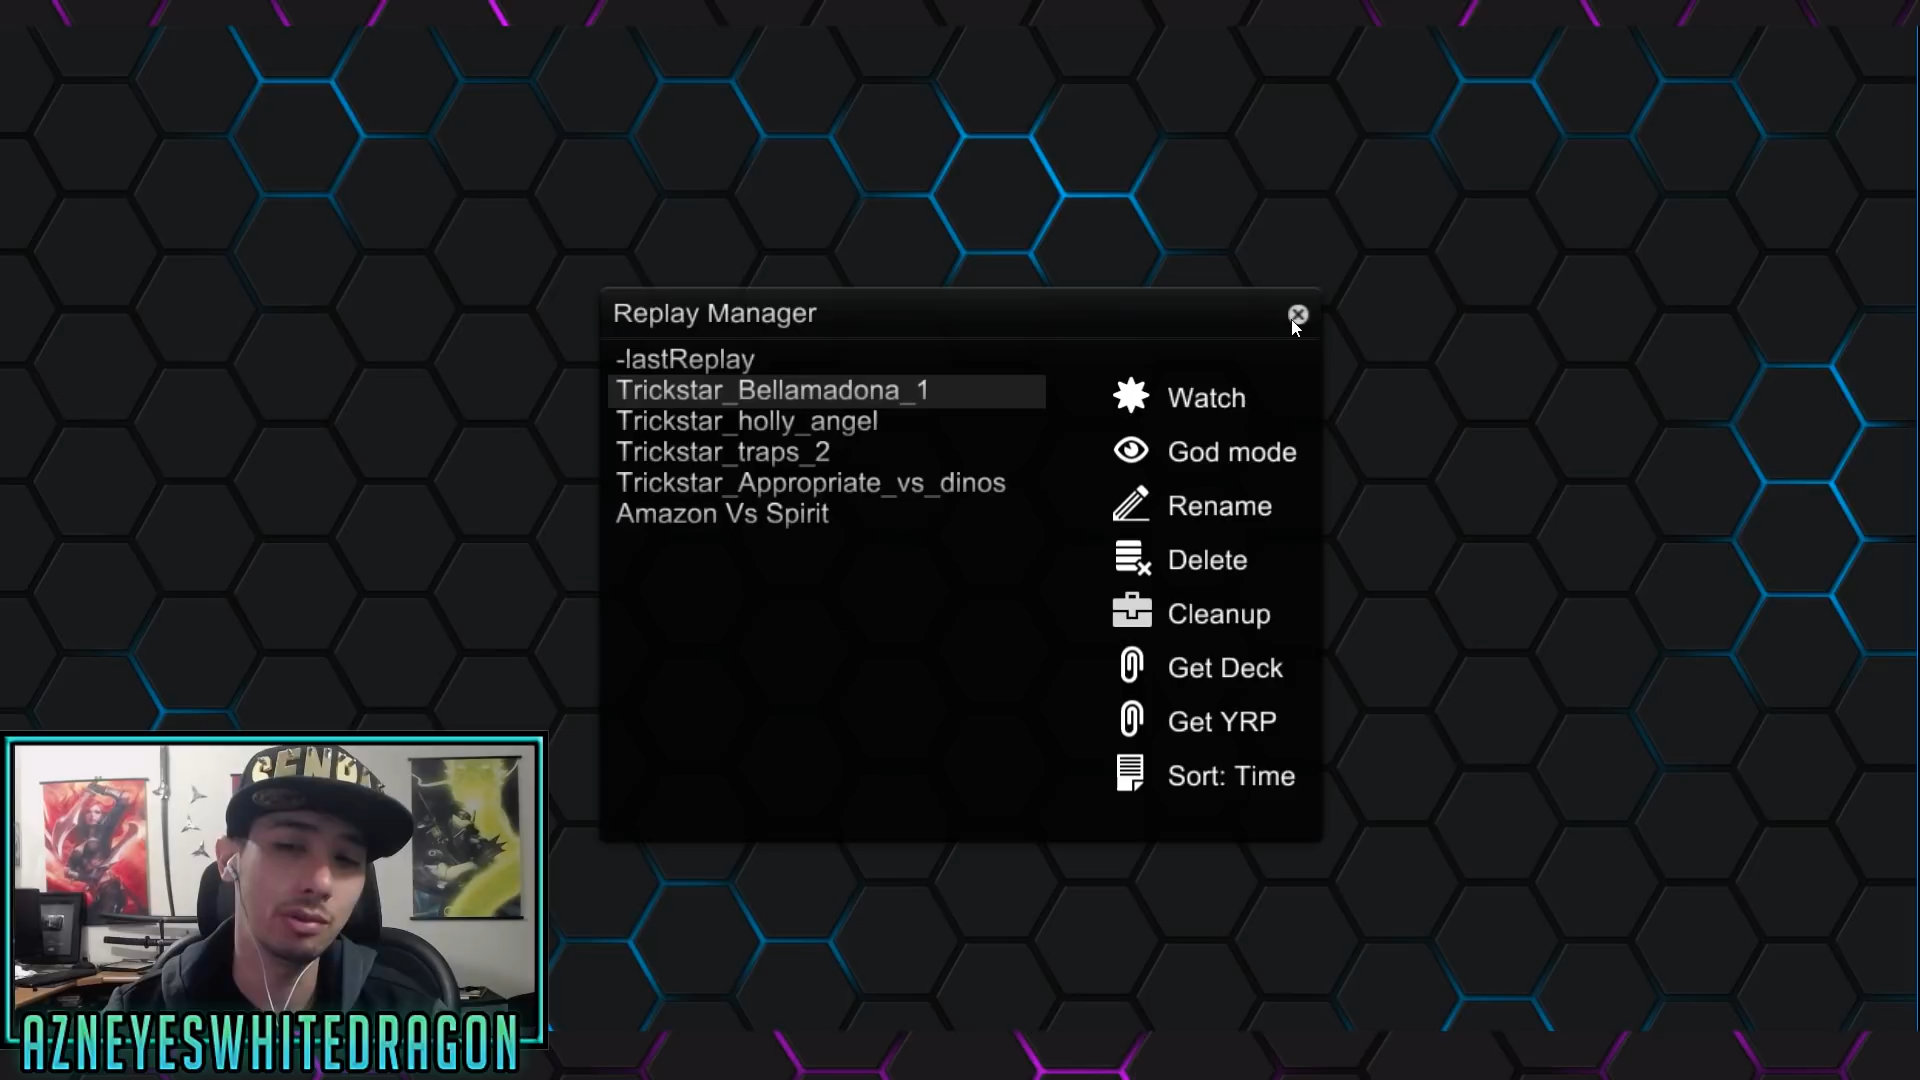 Replay Manager
-lastReplay
Trickstar_Bellamadona_1
Trickstar_holly_angel
Trickstar_traps_2
Trickstar_Appropriate_vs_dinos
Amazon Vs Spirit
Watch
God mode
Rename
Delete
Cleanup
Get Deck
Get YRP
Sort: Time
AZNEYESWHITEDRAGON